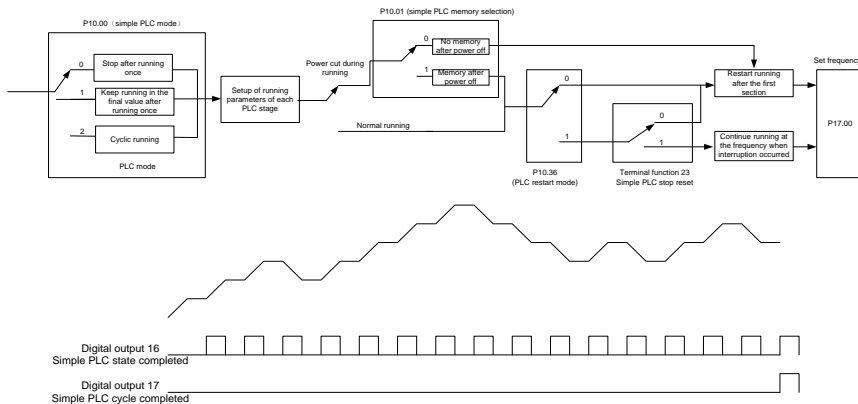 P10.00（simple PLC mode）
0
Stop after running
once
1
Keep running in the
final value after
running once
2
Cyclic running
PLC mode
Setup of running
parameters of each
PLC stage
Power cut during
running
Normal running
P10.01 (simple PLC memory selection)
0
No memory
after power off
1
Memory after
power off
0
1
P10.36
(PLC restart mode)
0
1
Terminal function 23
Simple PLC stop reset
Restart running
after the first
section
Continue running at
the frequency when
interruption occurred
Set frequency
P17.00
Digital output 16
Simple PLC state completed
Digital output 17
Simple PLC cycle completed